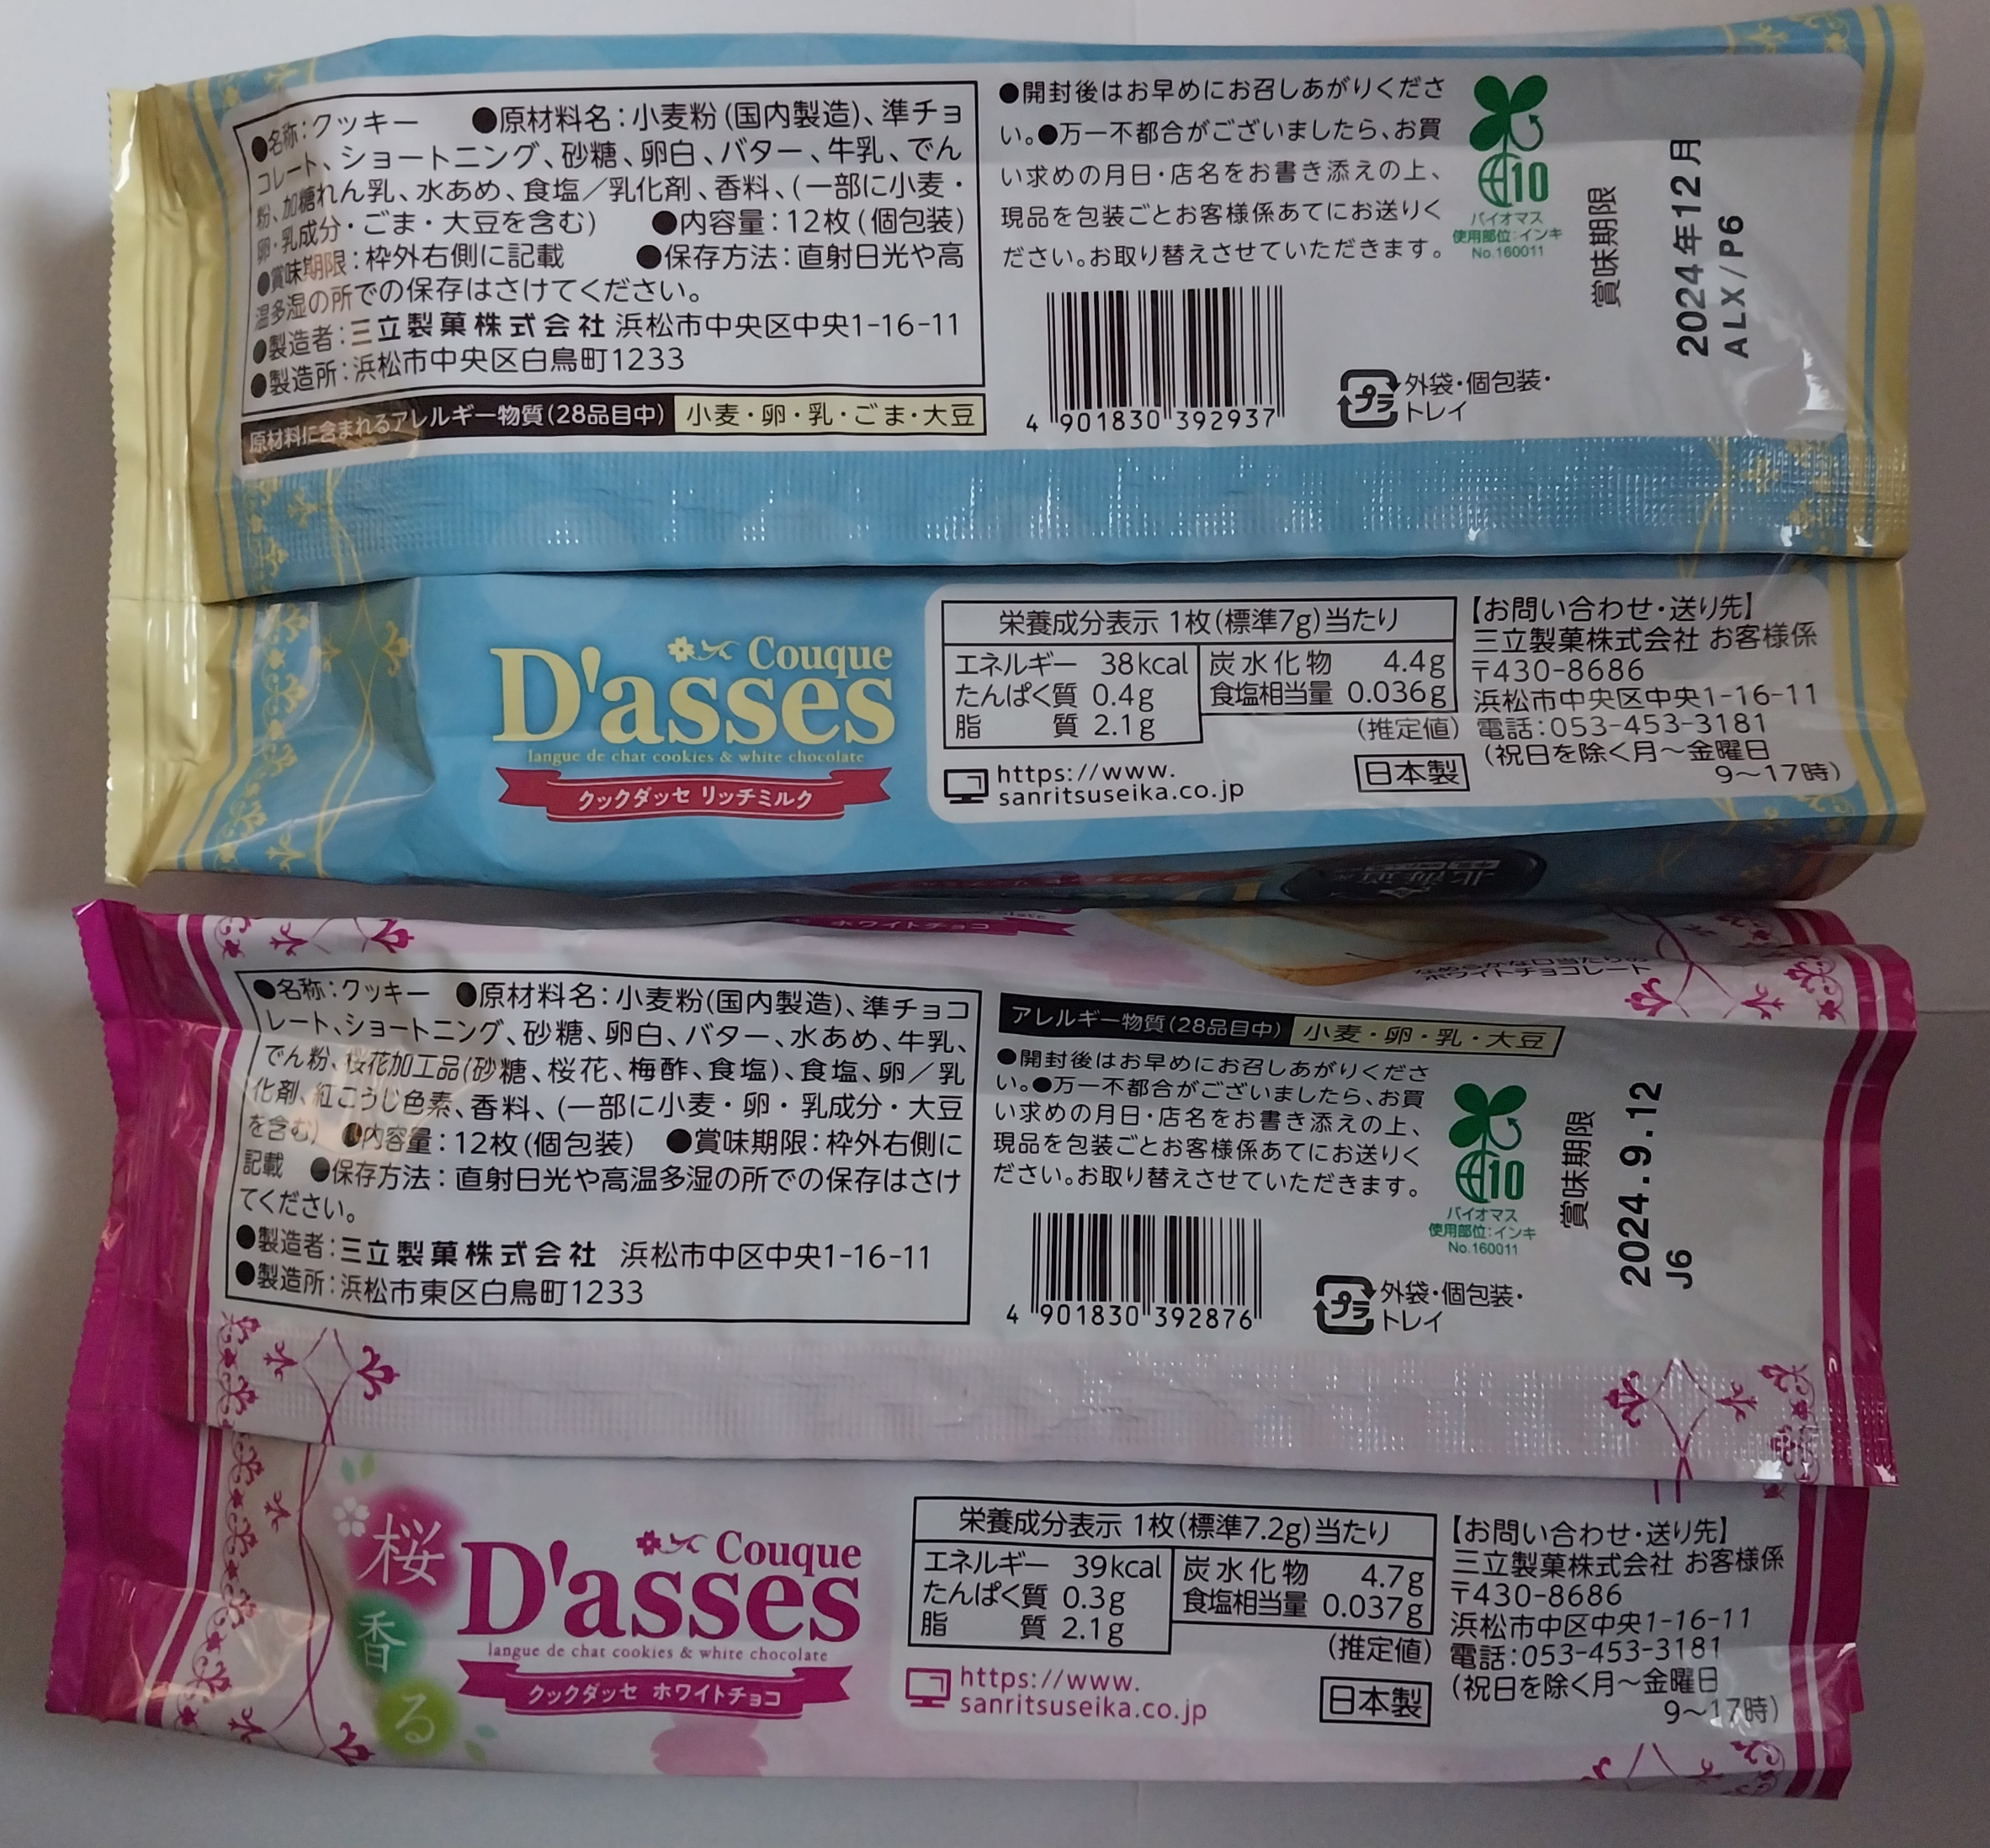 ●名称:クッキー　●原材料名:小麦粉(国内製造)、準チョ
コレート、ショートニング、砂糖、卵白、バター、牛乳、でん
粉、加糖れん乳、水あめ、食塩／乳化剤、香料、(一部に小麦・
卵・乳成分・ごま・大豆を含む)　●内容量:12枚(個包装)
●賞味期限:枠外右側に記載　●保存方法:直射日光や高
温多湿の所での保存はさけてください。
●製造者:三立製菓株式会社 浜松市中央区中央1-16-11
●製造所:浜松市中央区白鳥町1233
原材料に含まれるアレルギー物質(28品目中) 小麦・卵・乳・ごま・大豆
●開封後はお早めにお召しあがりくださ
い。●万一不都合がございましたら、お買
い求めの月日・店名をお書き添えの上、
現品を包装ごとお客様係あてにお送りく
ださい。お取り替えさせていただきます。
4 901830 392937
10
バイオマス
使用部位:インキ
No.160011
プラ
外袋・個包装・
トレイ
賞味期限
2024年12月
ALX/P6
Couque
D'asses
langue de chat cookies & white chocolate
クックダッセ リッチミルク
栄養成分表示 1枚(標準7g)当たり
エネルギー 38kcal 炭水化物 4.4g
たんぱく質 0.4g 食塩相当量 0.036g
脂質 2.1g
(推定値)
https://www.
sanritsuseika.co.jp
日本製
【お問い合わせ・送り先】
三立製菓株式会社 お客様係
〒430-8686
浜松市中央区中央1-16-11
電話:053-453-3181
(祝日を除く月～金曜日
9～17時)
北海道
ホワイトチョコ
なめらかな口当たりの
ホワイトチョコレート
●名称:クッキー　●原材料名:小麦粉(国内製造)、準チョコ
レート、ショートニング、砂糖、卵白、バター、水あめ、牛乳、
でん粉、桜花加工品(砂糖、桜花、梅酢、食塩)、食塩、卵／乳
化剤、紅こうじ色素、香料、(一部に小麦・卵・乳成分・大豆
を含む)　●内容量:12枚(個包装)　●賞味期限:枠外右側に
記載　●保存方法:直射日光や高温多湿の所での保存はさけ
てください。
●製造者:三立製菓株式会社 浜松市中区中央1-16-11
●製造所:浜松市東区白鳥町1233
アレルギー物質(28品目中) 小麦・卵・乳・大豆
●開封後はお早めにお召しあがりくださ
い。●万一不都合がございましたら、お買
い求めの月日・店名をお書き添えの上、
現品を包装ごとお客様係あてにお送りく
ださい。お取り替えさせていただきます。
4 901830 392876
10
バイオマス
使用部位:インキ
No.160011
プラ
外袋・個包装・
トレイ
賞味期限
2024.9.12
J6
桜香る
Couque
D'asses
langue de chat cookies & white chocolate
クックダッセ ホワイトチョコ
栄養成分表示 1枚(標準7.2g)当たり
エネルギー 39kcal 炭水化物 4.7g
たんぱく質 0.3g 食塩相当量 0.037g
脂質 2.1g
(推定値)
https://www.
sanritsuseika.co.jp
日本製
【お問い合わせ・送り先】
三立製菓株式会社 お客様係
〒430-8686
浜松市中区中央1-16-11
電話:053-453-3181
(祝日を除く月～金曜日
9～17時)